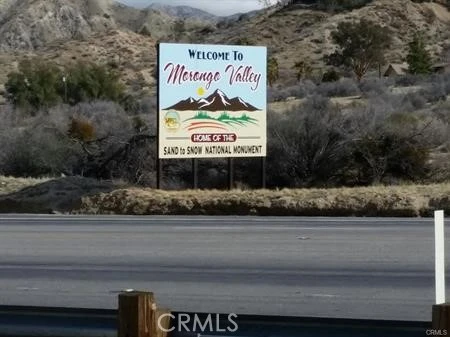 WELCOME TO
Morongo Valley
HOME OF THE
SAND to SNOW NATIONAL MONUMENT
CRMLS
CRMLS